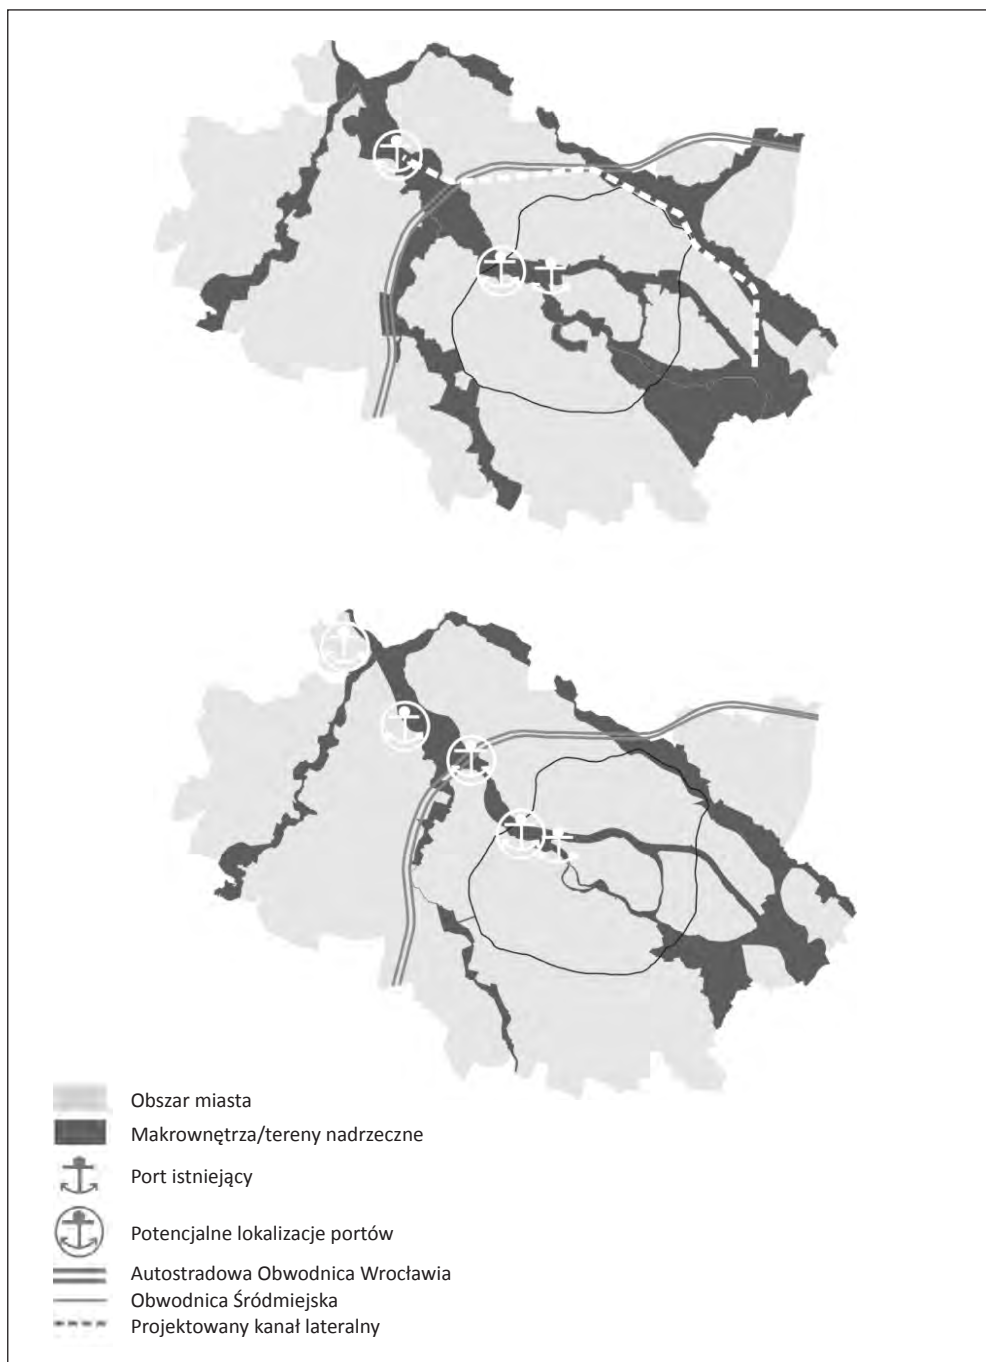 Obszar miasta
Makrownętrza/tereny nadrzeczne
Port istniejący
Potencjalne lokalizacje portów
Autostradowa Obwodnica Wrocławia
Obwodnica Śródmiejska
Projektowany kanał lateralny